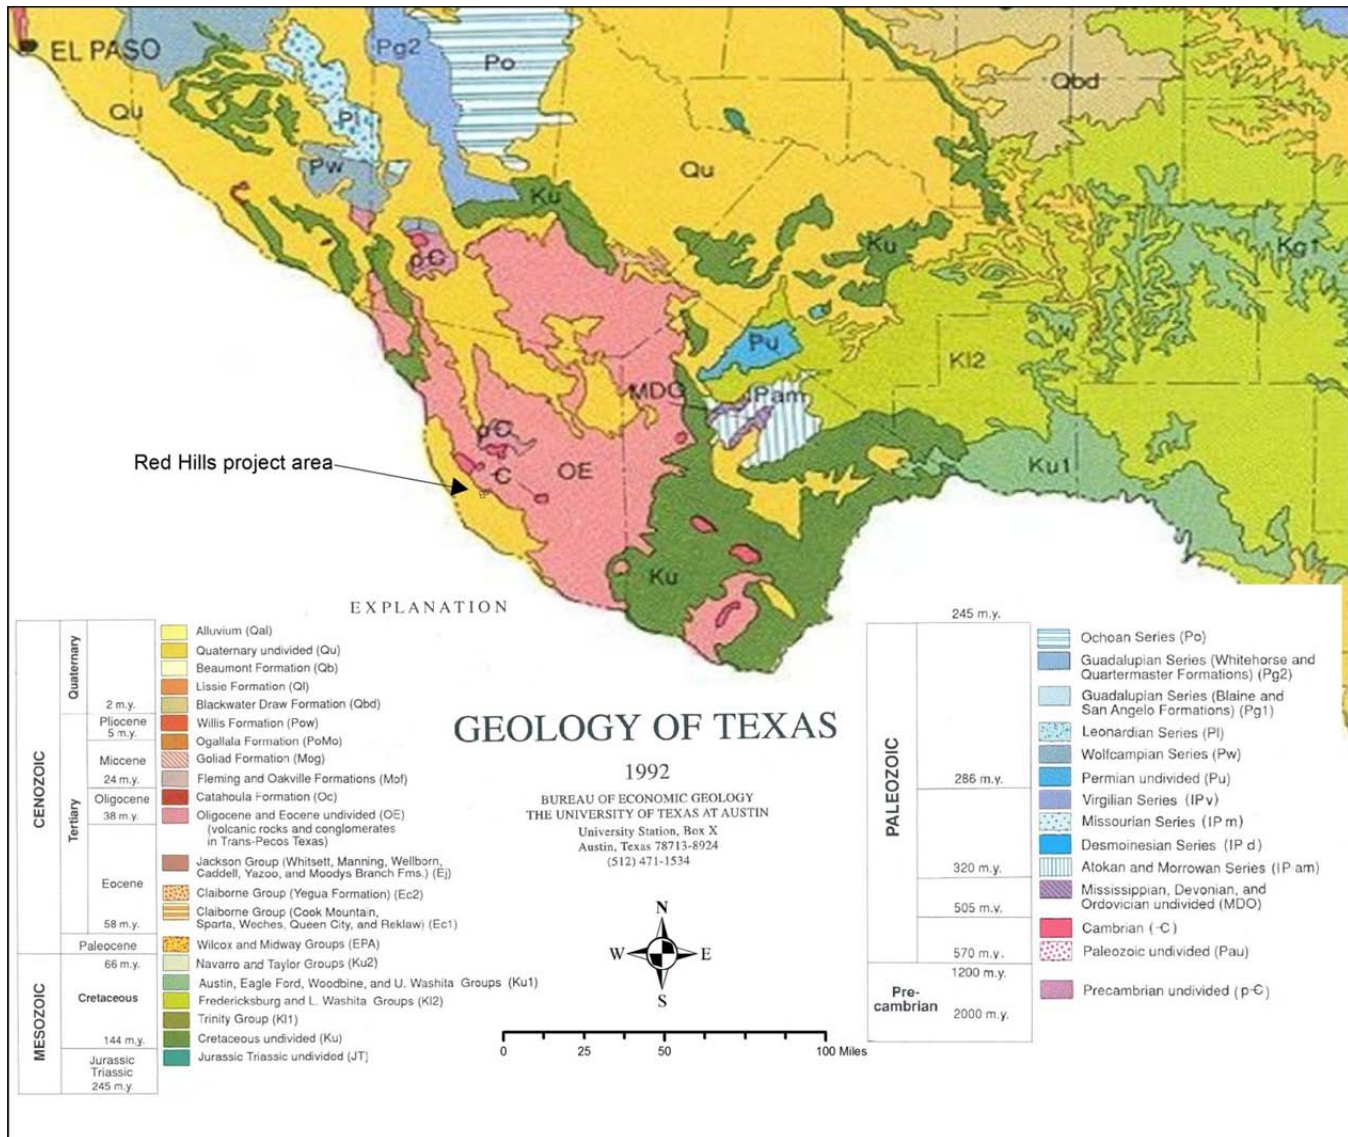 EL PASO
Pg2
Po
Qbd
Qu
Pl
Pw
Qu
Ku
Ku
Kg1
p-C
Pu
Kl2
MDO
IPam
p-C
Red Hills project area
-C
OE
Ku1
Ku
EXPLANATION
CENOZOIC
Quaternary
2 m.y.
Tertiary
Pliocene
5 m.y.
Miocene
24 m.y.
Oligocene
38 m.y.
Eocene
58 m.y.
Paleocene
MESOZOIC
66 m.y.
Cretaceous
144 m.y.
Jurassic
Triassic
245 m.y.
Alluvium (Qal)
Quaternary undivided (Qu)
Beaumont Formation (Qb)
Lissie Formation (Ql)
Blackwater Draw Formation (Qbd)
Willis Formation (Pow)
Ogallala Formation (PoMo)
Goliad Formation (Mog)
Fleming and Oakville Formations (Mof)
Catahoula Formation (Oc)
Oligocene and Eocene undivided (OE)
(volcanic rocks and conglomerates
in Trans-Pecos Texas)
Jackson Group (Whitsett, Manning, Wellborn,
Caddell, Yazoo, and Moodys Branch Fms.) (Ej)
Claiborne Group (Yegua Formation) (Ec2)
Claiborne Group (Cook Mountain,
Sparta, Weches, Queen City, and Reklaw) (Ec1)
Wilcox and Midway Groups (EPA)
Navarro and Taylor Groups (Ku2)
Austin, Eagle Ford, Woodbine, and U. Washita Groups (Ku1)
Fredericksburg and L. Washita Groups (Kl2)
Trinity Group (Kl1)
Cretaceous undivided (Ku)
Jurassic Triassic undivided (JT)
GEOLOGY OF TEXAS
1992
BUREAU OF ECONOMIC GEOLOGY
THE UNIVERSITY OF TEXAS AT AUSTIN
University Station, Box X
Austin, Texas 78713-8924
(512) 471-1534
N
W
E
S
0 25 50 100 Miles
245 m.y.
PALEOZOIC
286 m.y.
320 m.y.
505 m.y.
570 m.y.
Pre-
cambrian
1200 m.y.
2000 m.y.
Ochoan Series (Po)
Guadalupian Series (Whitehorse and
Quartermaster Formations) (Pg2)
Guadalupian Series (Blaine and
San Angelo Formations) (Pg1)
Leonardian Series (Pl)
Wolfcampian Series (Pw)
Permian undivided (Pu)
Virgilian Series (IPv)
Missourian Series (IP m)
Desmoinesian Series (IP d)
Atokan and Morrowan Series (IP am)
Mississippian, Devonian, and
Ordovician undivided (MDO)
Cambrian (-C)
Paleozoic undivided (Pau)
Precambrian undivided (p-C)